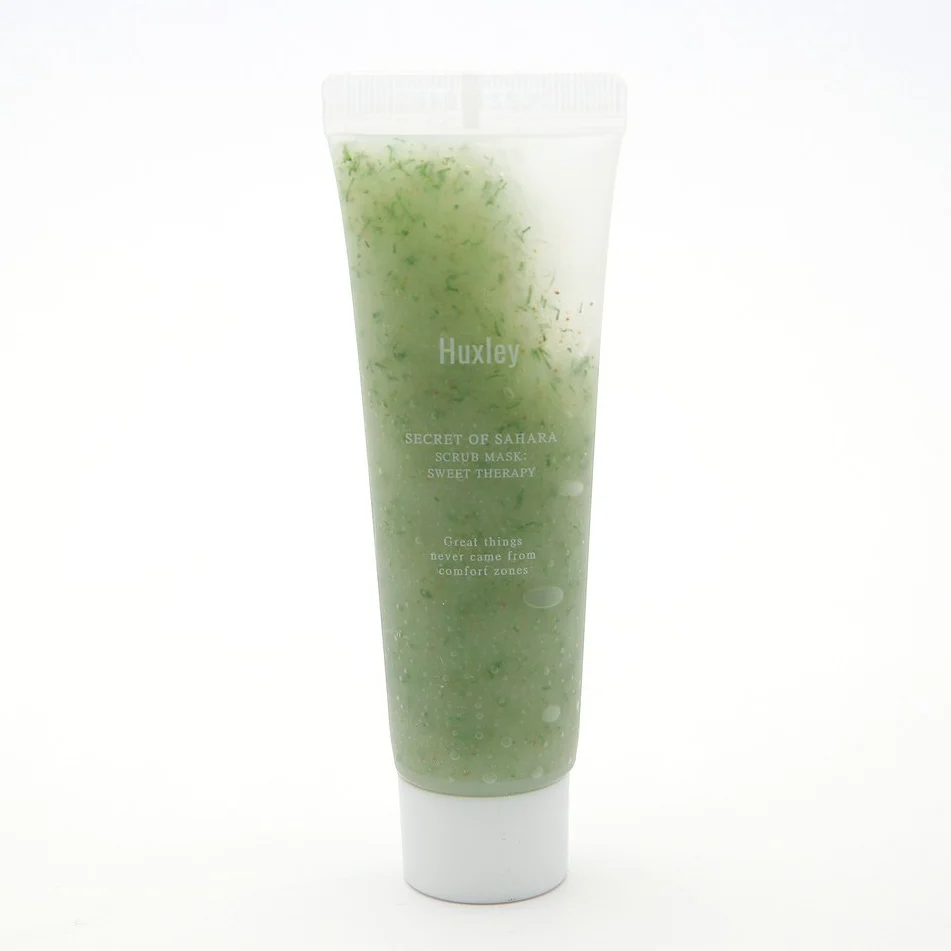 Huxley
SECRET OF SAHARA
SCRUB MASK:
SWEET THERAPY
Great things
never came from
comfort zones